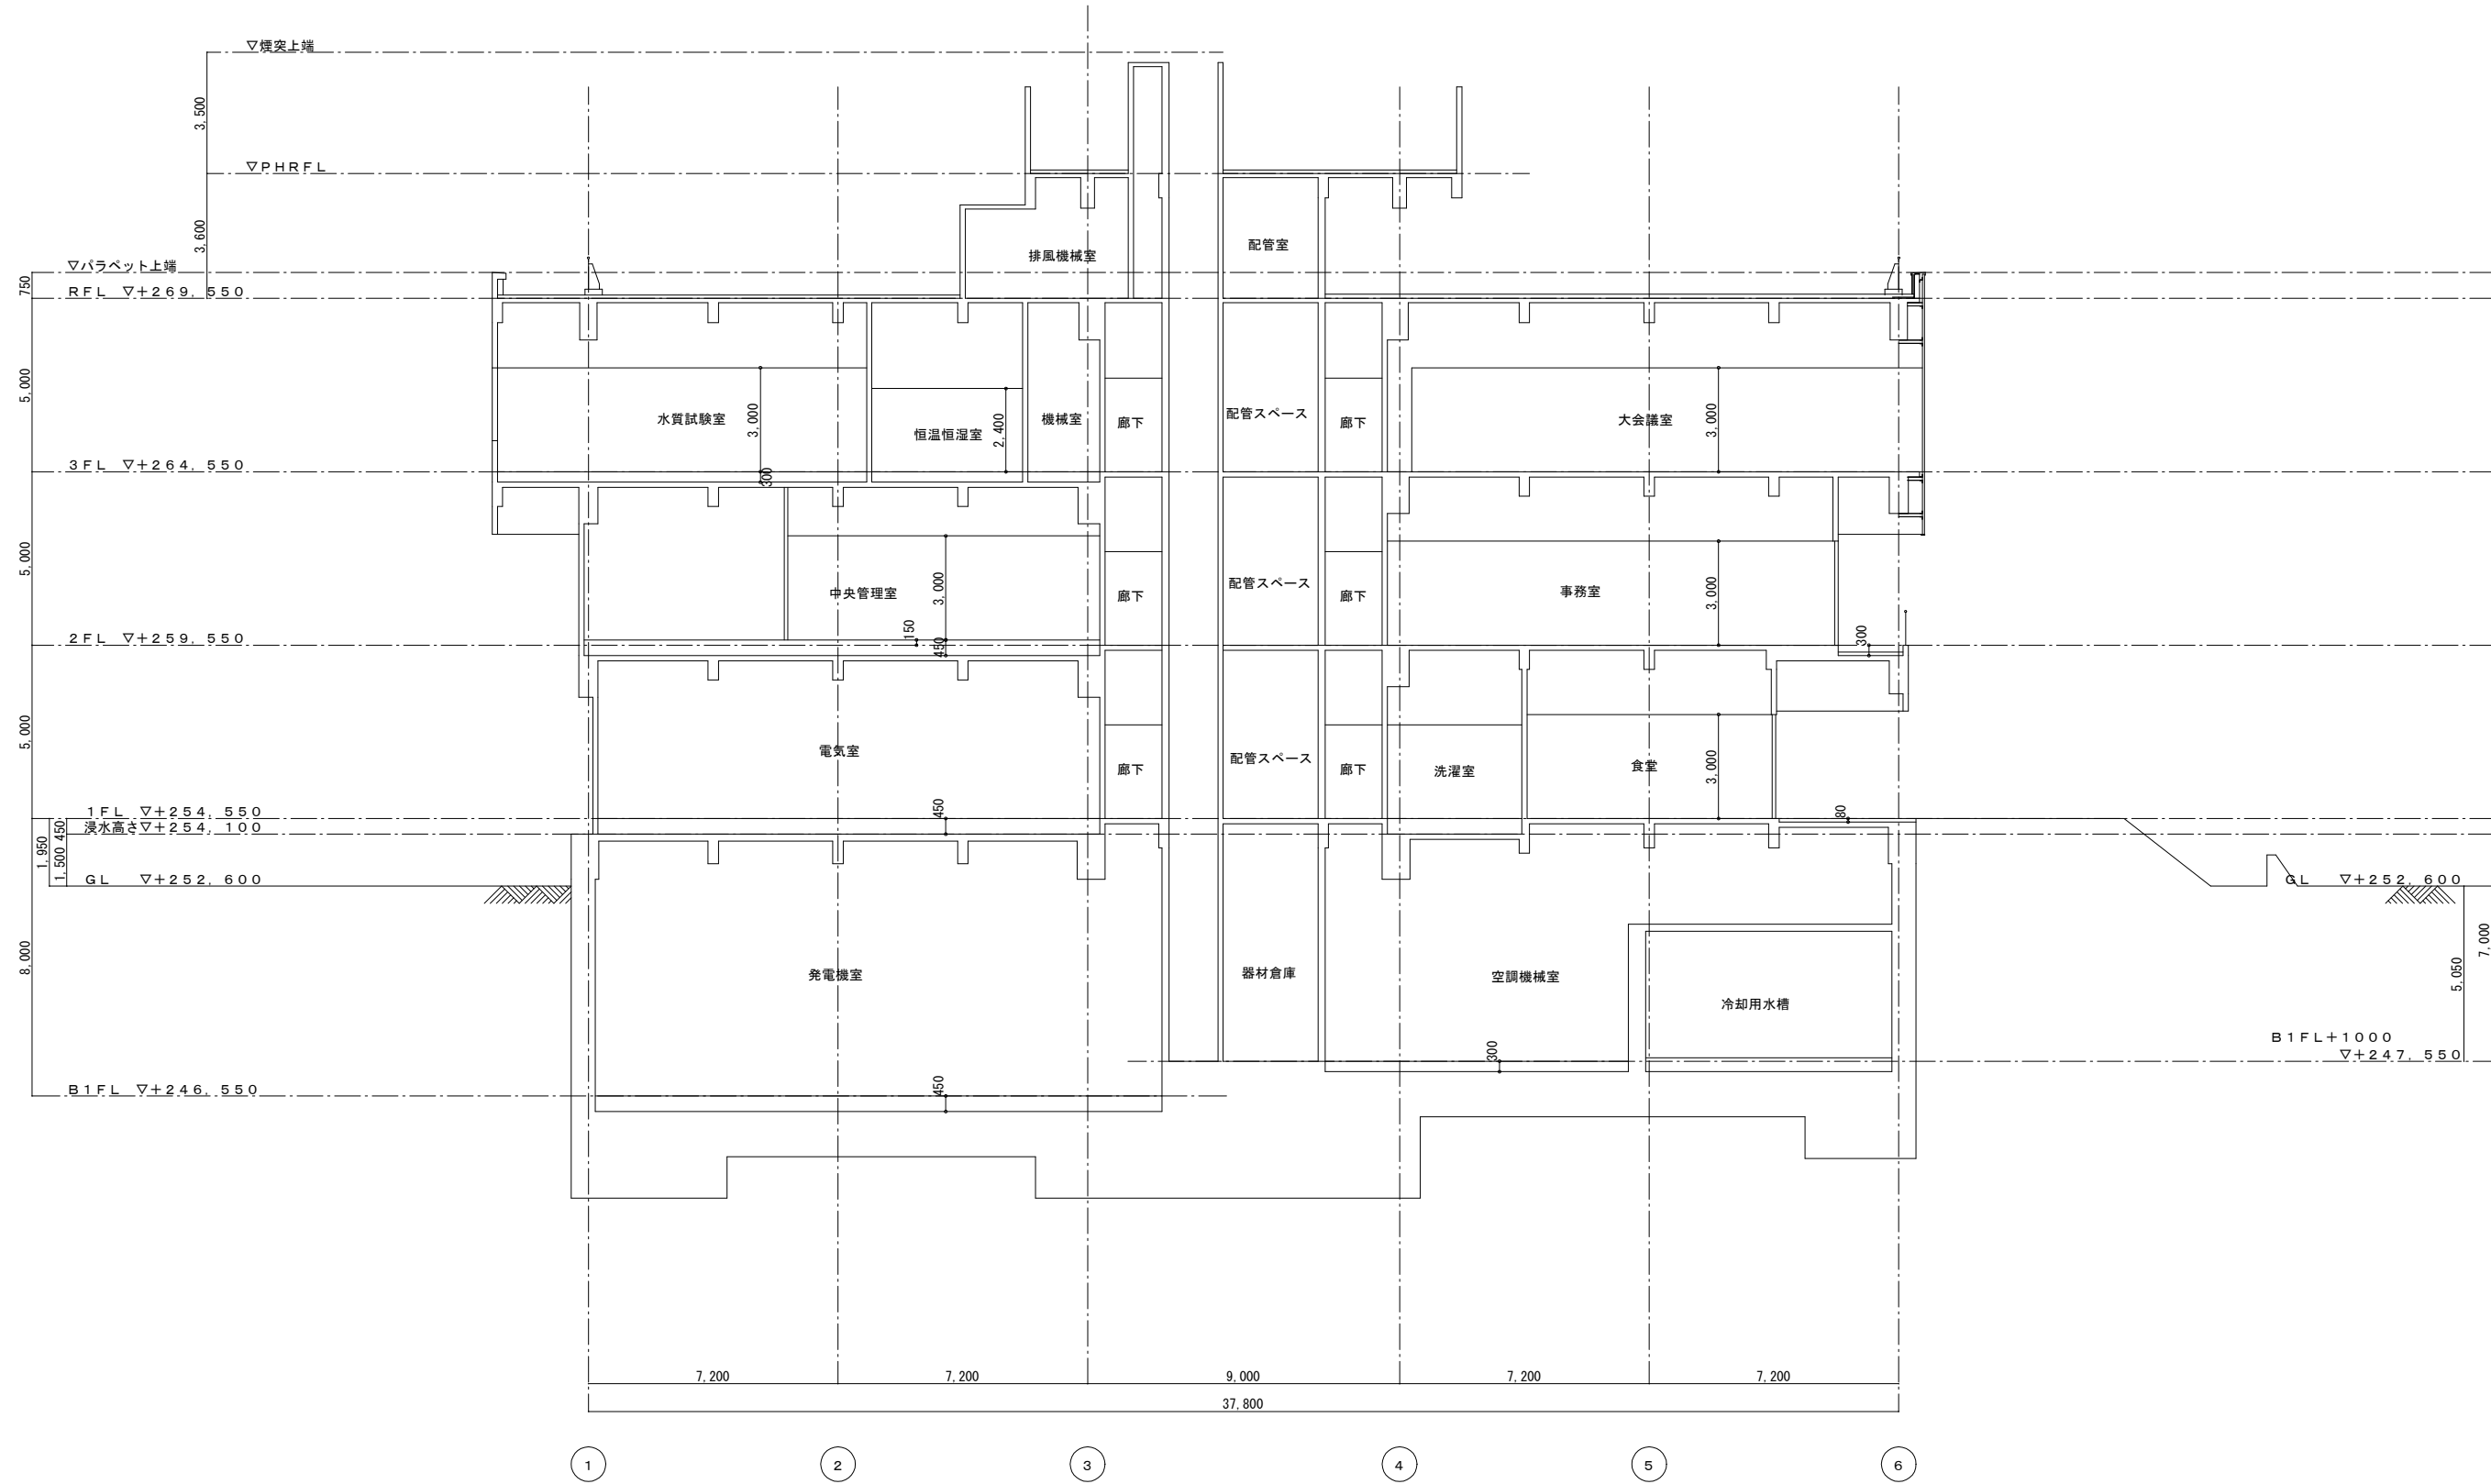 ▽煙突上端
3,500
▽PHRFL
3,600
配管室
排風機械室
▽パラペット上端
750
RFL ▽+269,550
5,000
水質試験室
3,000
恒温恒湿室
2,400
機械室
廊下
配管スペース
廊下
大会議室
3,000
3FL ▽+264,550
300
5,000
中央管理室
3,000
廊下
配管スペース
廊下
事務室
3,000
150
450
300
2FL ▽+259,550
5,000
電気室
廊下
配管スペース
廊下
洗濯室
食堂
3,000
450
80
1FL ▽+254,550
浸水高さ▽+254,100
1,950
1,500
450
GL ▽+252,600
GL ▽+252,600
8,000
発電機室
器材倉庫
空調機械室
冷却用水槽
5,050
7,000
300
B1FL+1000
▽+247,550
450
B1FL ▽+246,550
7,200
7,200
9,000
7,200
7,200
37,800
1
2
3
4
5
6